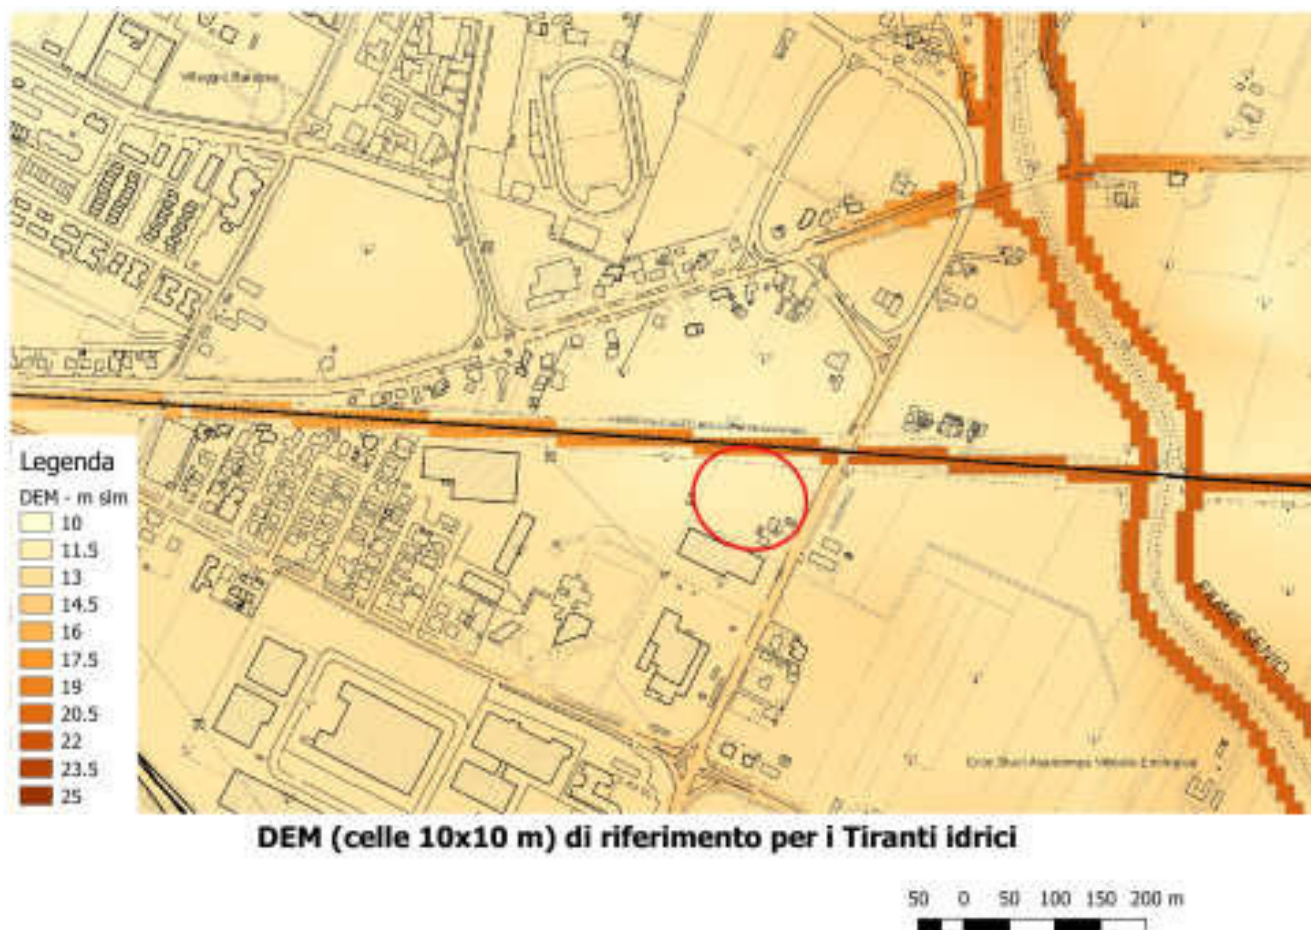 Legenda
DEM - m slm
10
11.5
13
14.5
16
17.5
19
20.5
22
23.5
25
FIUME SENIO
DEM (celle 10x10 m) di riferimento per i Tiranti idrici
50 0 50 100 150 200 m